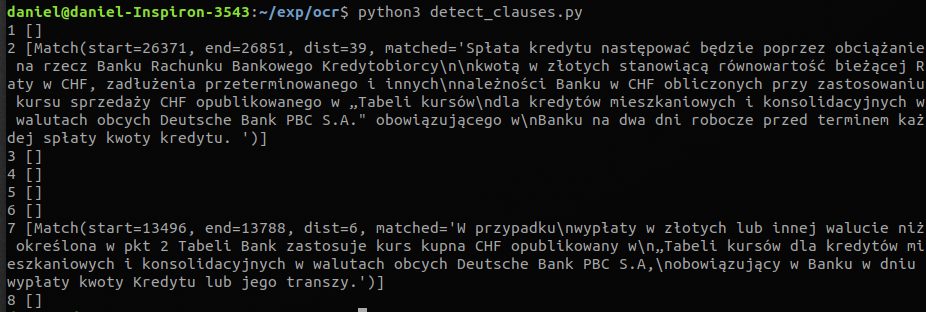 daniel@daniel-Inspiron-3543:~/exp/ocr$ python3 detect_clauses.py
1 []
2 [Match(start=26371, end=26851, dist=39, matched='Spłata kredytu następować będzie poprzez obciążanie
 na rzecz Banku Rachunku Bankowego Kredytobiorcy\n\nkwotą w złotych stanowiącą równowartość bieżącej R
aty w CHF, zadłużenia przeterminowanego i innych\nnależności Banku w CHF obliczonych przy zastosowaniu
 kursu sprzedaży CHF opublikowanego w „Tabeli kursów\ndla kredytów mieszkaniowych i konsolidacyjnych w
 walutach obcych Deutsche Bank PBC S.A." obowiązującego w\nBanku na dwa dni robocze przed terminem każ
dej spłaty kwoty kredytu. ')]
3 []
4 []
5 []
6 []
7 [Match(start=13496, end=13788, dist=6, matched='W przypadku\nwypłaty w złotych lub innej walucie niż
 określona w pkt 2 Tabeli Bank zastosuje kurs kupna CHF opublikowany w\n„Tabeli kursów dla kredytów mi
eszkaniowych i konsolidacyjnych w walutach obcych Deutsche Bank PBC S.A,\nobowiązujący w Banku w dniu 
wypłaty kwoty Kredytu lub jego transzy.')]
8 []